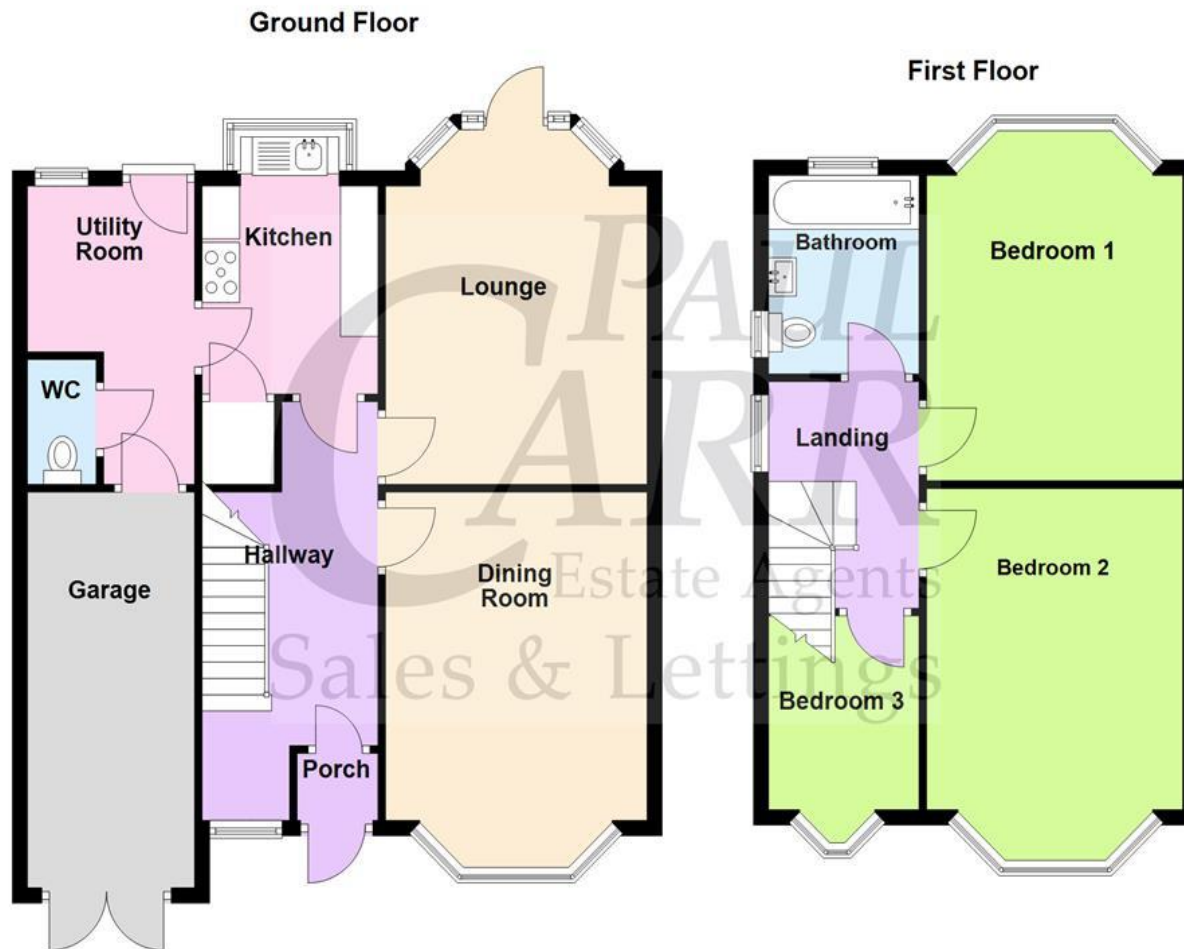 Ground Floor
First Floor
Utility
Room
Kitchen
Lounge
WC
Hallway
Dining
Room
Garage
Porch
Bathroom
Bedroom 1
Landing
Bedroom 2
Bedroom 3
PAUL
CARR
Estate Agents
Sales & Lettings